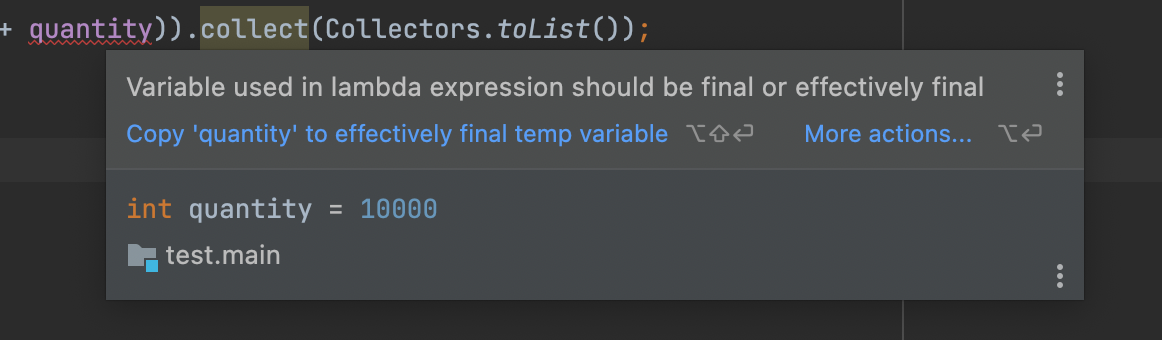 + quantity)).collect(Collectors.toList());
Variable used in lambda expression should be final or effectively final
Copy 'quantity' to effectively final temp variable ⌥⇧⏎ More actions... ⌥⏎
int quantity = 10000
test.main